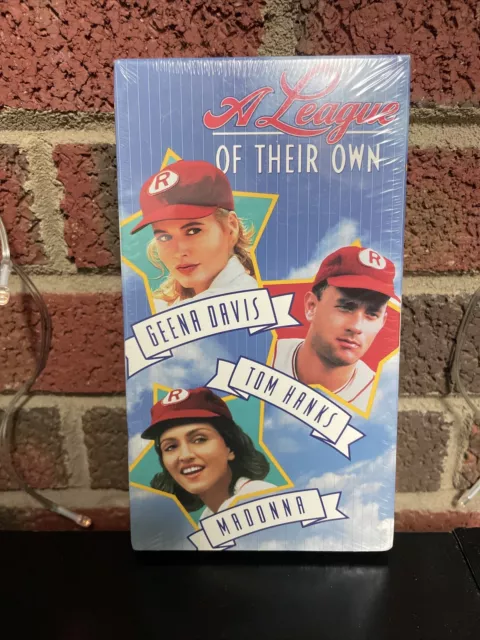 A League
OF THEIR OWN
R
GEENA DAVIS
R
TOM HANKS
R
MADONNA